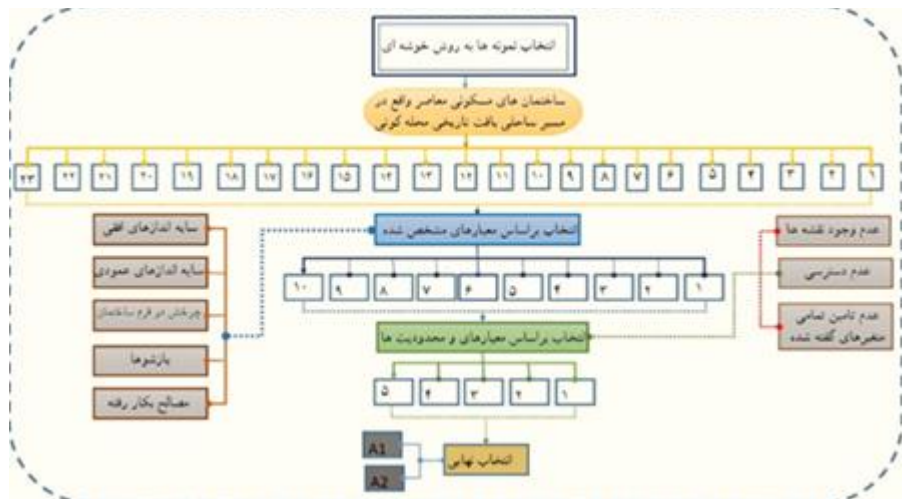 انتخاب نمونه ها به روش خوشه ای
ساختمان های مسکونی معاصر واقع در
مسیر ساحلی بافت تاریخی محله کوتی
۱ ۲ ۳ ۴ ۵ ۶ ۷ ۸ ۹ ۱۰ ۱۱ ۱۲ ۱۳ ۱۴ ۱۵ ۱۶ ۱۷ ۱۸ ۱۹ ۲۰ ۲۱ ۲۲ ۲۳
عدم وجود نقشه ها
عدم دسترسی
عدم تامین تمامی
متغیرهای گفته شده
انتخاب براساس معیارهای مشخص شده
۱ ۲ ۳ ۴ ۵ ۶ ۷ ۸ ۹ ۱۰
سایه اندازهای افقی
سایه اندازهای عمودی
چرخش در فرم ساختمان
بازشوها
مصالح بکار رفته
انتخاب براساس معیارهای و محدودیت ها
۱ ۲ ۳ ۴ ۵
انتخاب نهایی
A1
A2